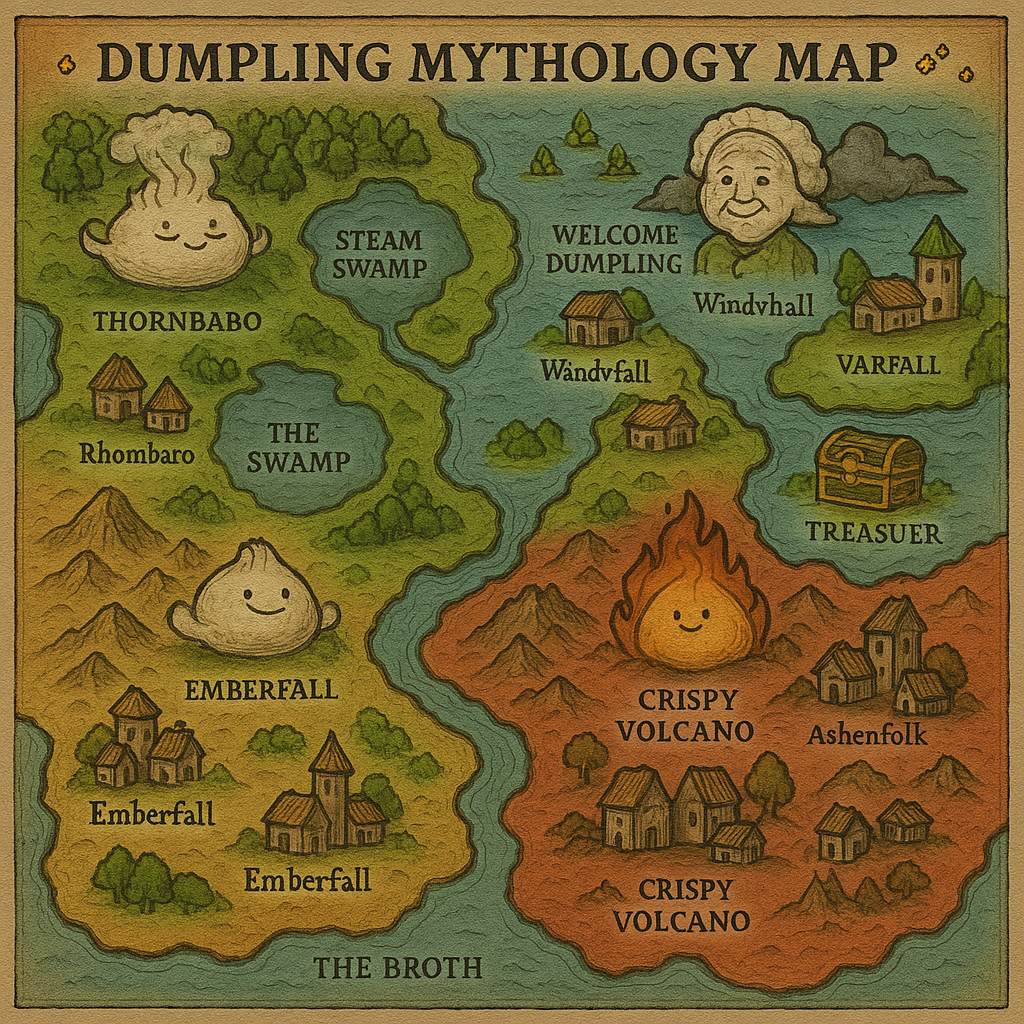 DUMPLING MYTHOLOGY MAP
STEAM
SWAMP
WELCOME
DUMPLING
Windvhall
THORNBABO
Wåndvfall
VARFALL
Rhombaro
THE
SWAMP
TREASUER
EMBERFALL
CRISPY
VOLCANO
Ashenfolk
Emberfall
Emberfall
CRISPY
VOLCANO
THE BROTH